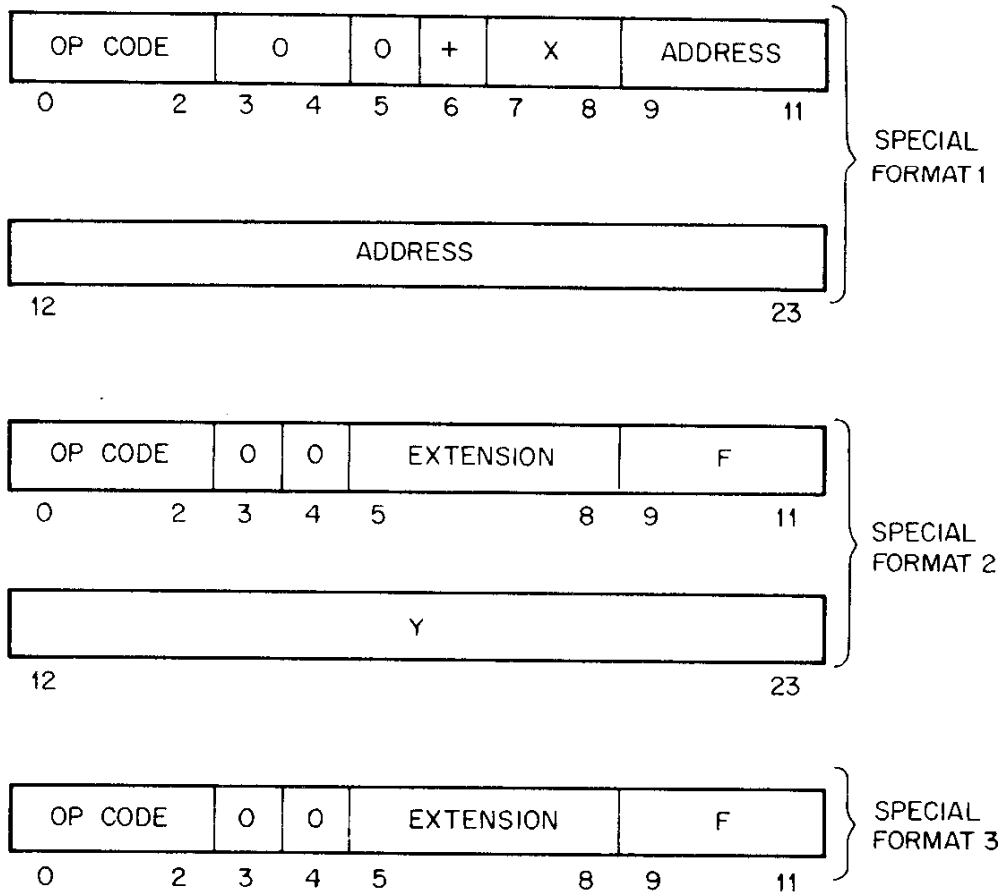 OP CODE O O + X ADDRESS
0 2 3 4 5 6 7 8 9 11
SPECIAL
FORMAT 1
ADDRESS
12 23
OP CODE O O EXTENSION F
0 2 3 4 5 8 9 11
SPECIAL
FORMAT 2
Y
12 23
OP CODE O O EXTENSION F
0 2 3 4 5 8 9 11
SPECIAL
FORMAT 3